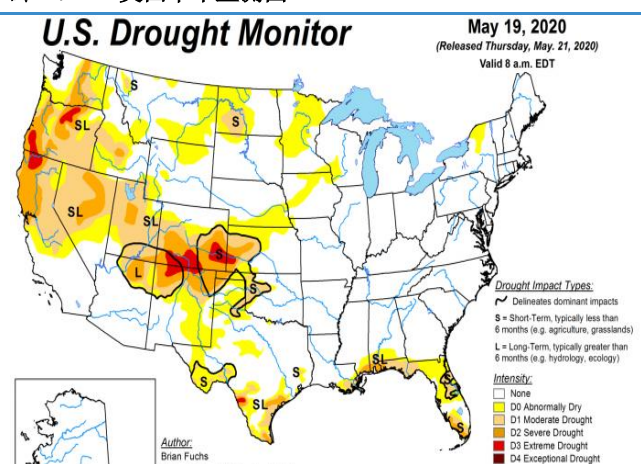 U.S. Drought Monitor
May 19, 2020
(Released Thursday, May. 21, 2020)
Valid 8 a.m. EDT
S
S
SL
SL
SL
S
L
S
S
S
SL
SL
S
S
Drought Impact Types:
Delineates dominant impacts
S = Short-Term, typically less than
6 months (e.g. agriculture, grasslands)
L = Long-Term, typically greater than
6 months (e.g. hydrology, ecology)
Intensity:
None
D0 Abnormally Dry
D1 Moderate Drought
D2 Severe Drought
D3 Extreme Drought
D4 Exceptional Drought
Author:
Brian Fuchs